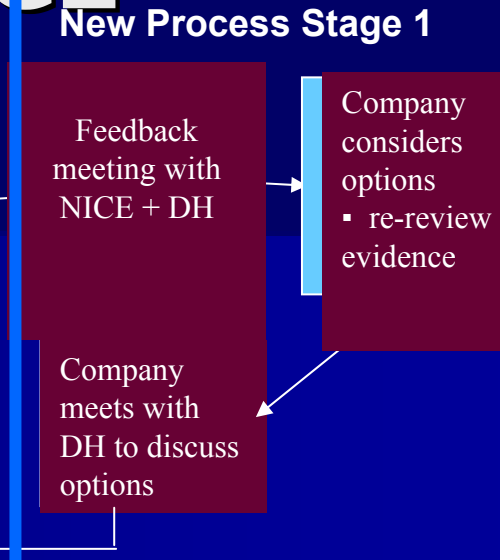 New Process Stage 1
Feedback
meeting with
NICE + DH
Company
considers
options
▪ re-review
evidence
Company
meets with
DH to discuss
options